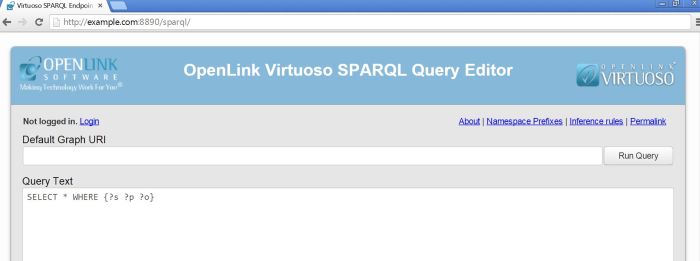 Virtuoso SPARQL Endpoin
http://example.com:8890/sparql/
OPENLINK
SOFTWARE
Making Technology Work For You®
OpenLink Virtuoso SPARQL Query Editor
OPENLINK
VIRTUOSO
Not logged in. Login
About | Namespace Prefixes | Inference rules | Permalink
Default Graph URI
Run Query
Query Text
SELECT * WHERE {?s ?p ?o}